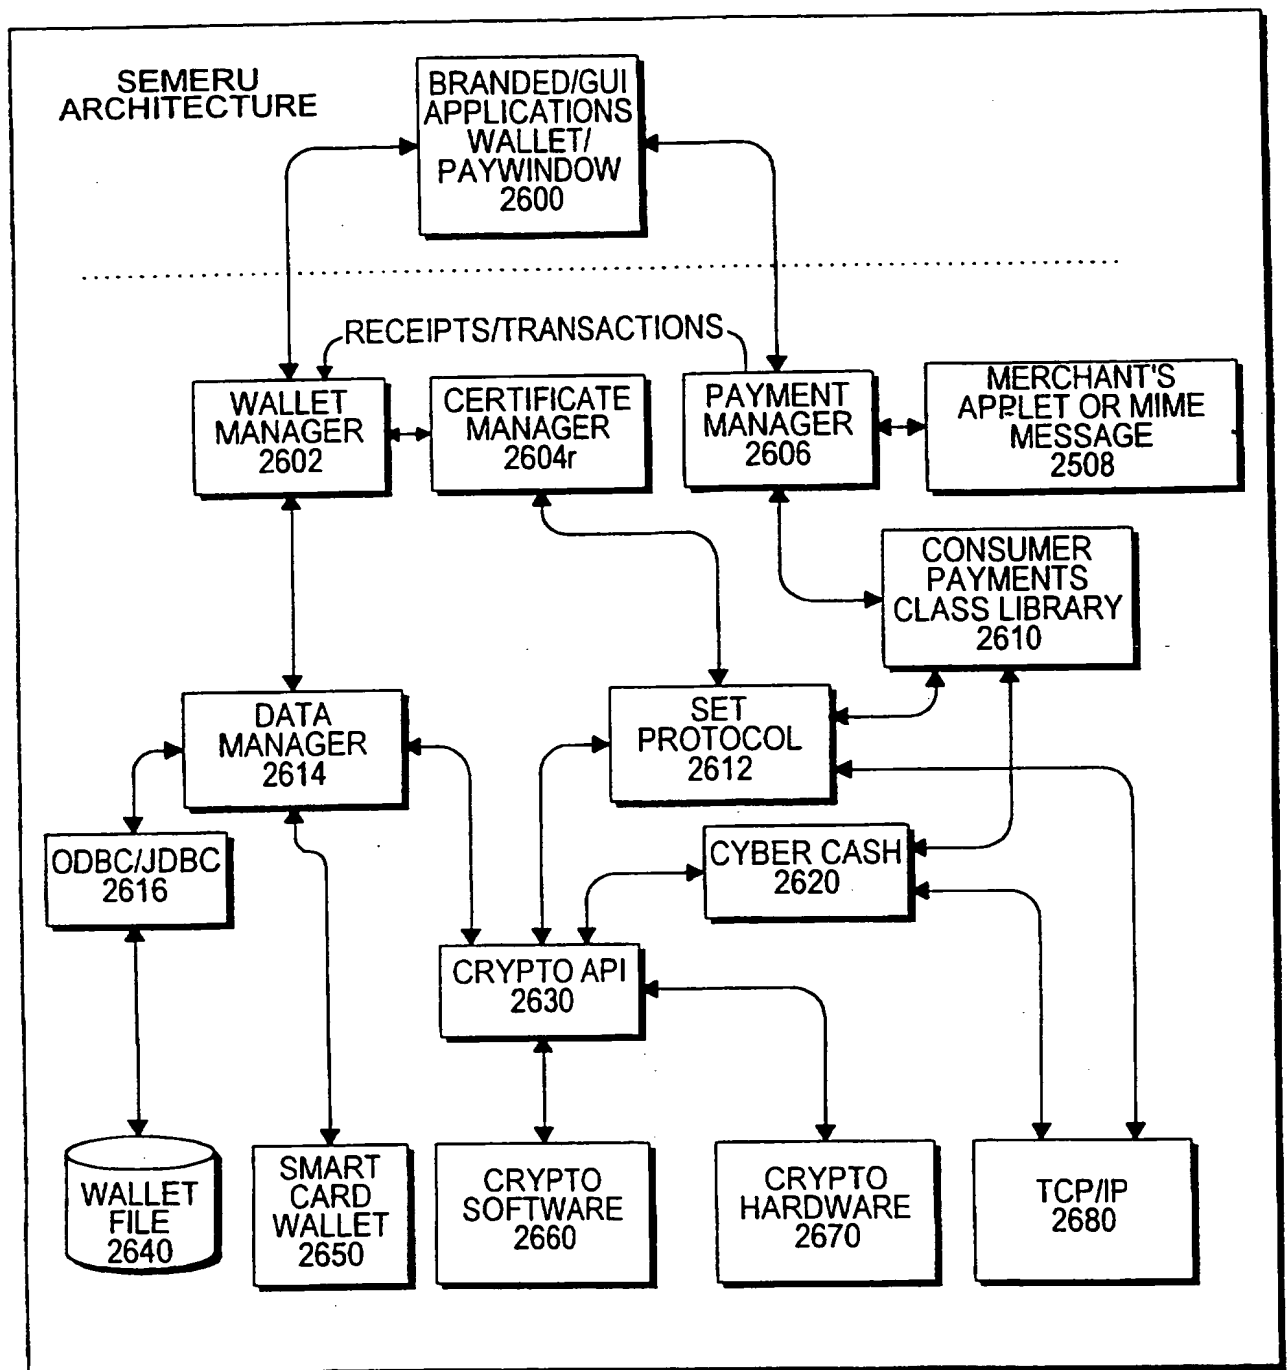 SEMERU
ARCHITECTURE
BRANDED/GUI
APPLICATIONS
WALLET/
PAYWINDOW
2600
RECEIPTS/TRANSACTIONS
WALLET
MANAGER
2602
CERTIFICATE
MANAGER
2604r
PAYMENT
MANAGER
2606
MERCHANT'S
APPLET OR MIME
MESSAGE
2508
CONSUMER
PAYMENTS
CLASS LIBRARY
2610
DATA
MANAGER
2614
SET
PROTOCOL
2612
ODBC/JDBC
2616
CYBER CASH
2620
CRYPTO API
2630
WALLET
FILE
2640
SMART
CARD
WALLET
2650
CRYPTO
SOFTWARE
2660
CRYPTO
HARDWARE
2670
TCP/IP
2680